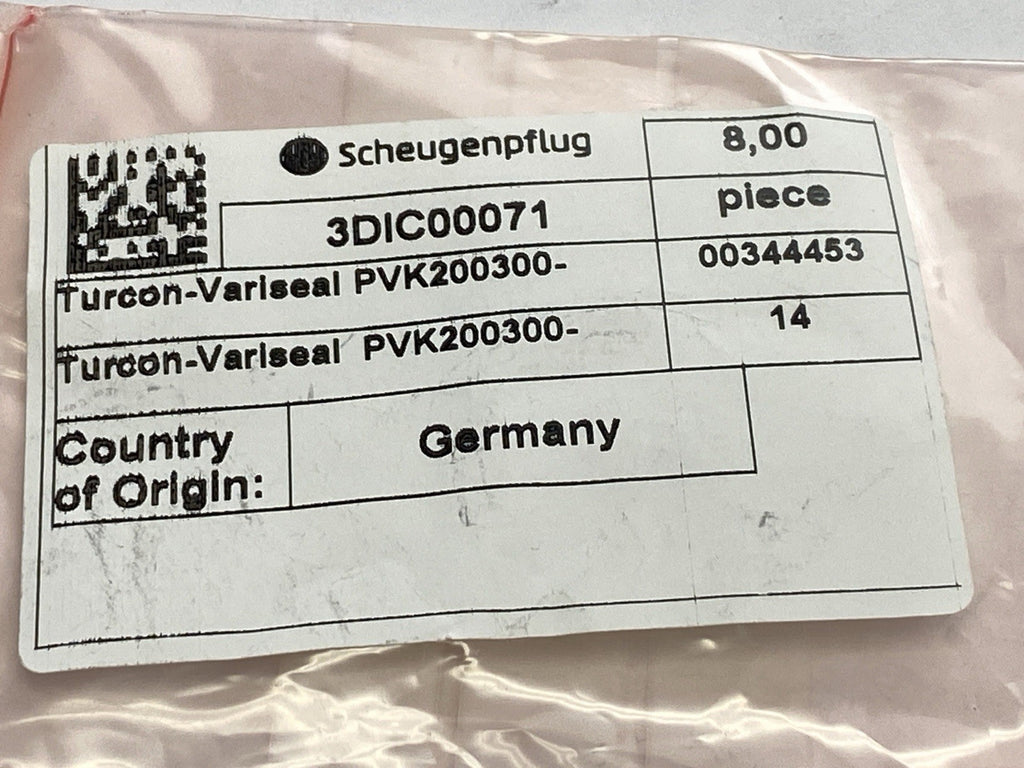 Scheugenpflug
8,00
3DIC00071
piece
Turcon-Variseal PVK200300-
00344453
Turcon-Variseal PVK200300-
14
Country
of Origin:
Germany